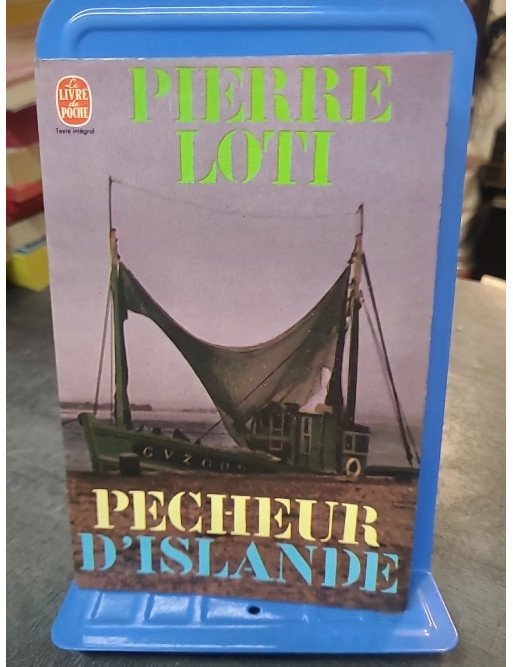 Le
LIVRE
de
POCHE
Texte intégral
PIERRE
LOTI
PECHEUR
D'ISLANDE